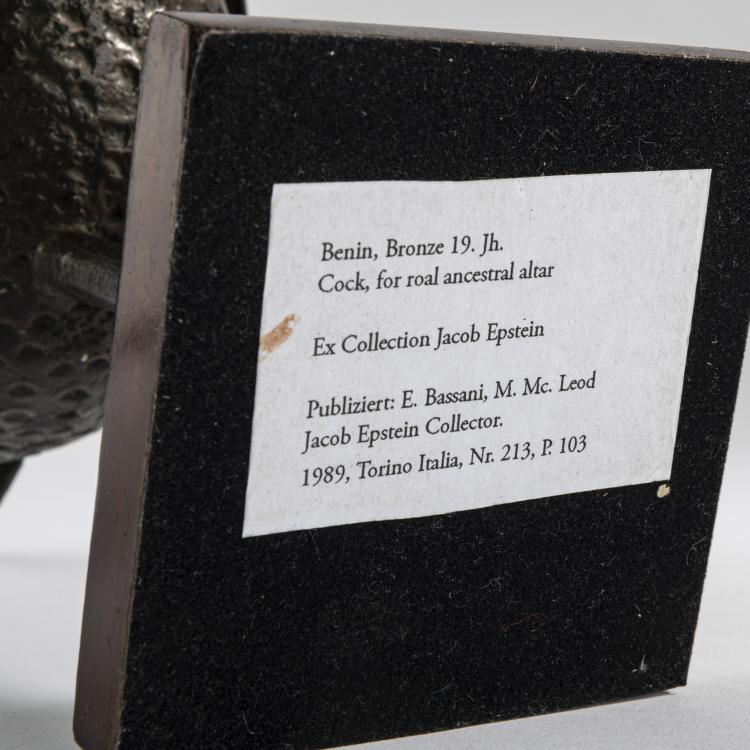 Benin, Bronze 19. Jh.
Cock, for roal ancestral altar
Ex Collection Jacob Epstein
Publiziert: E. Bassani, M. Mc. Leod
Jacob Epstein Collector.
1989, Torino Italia, Nr. 213, P. 103